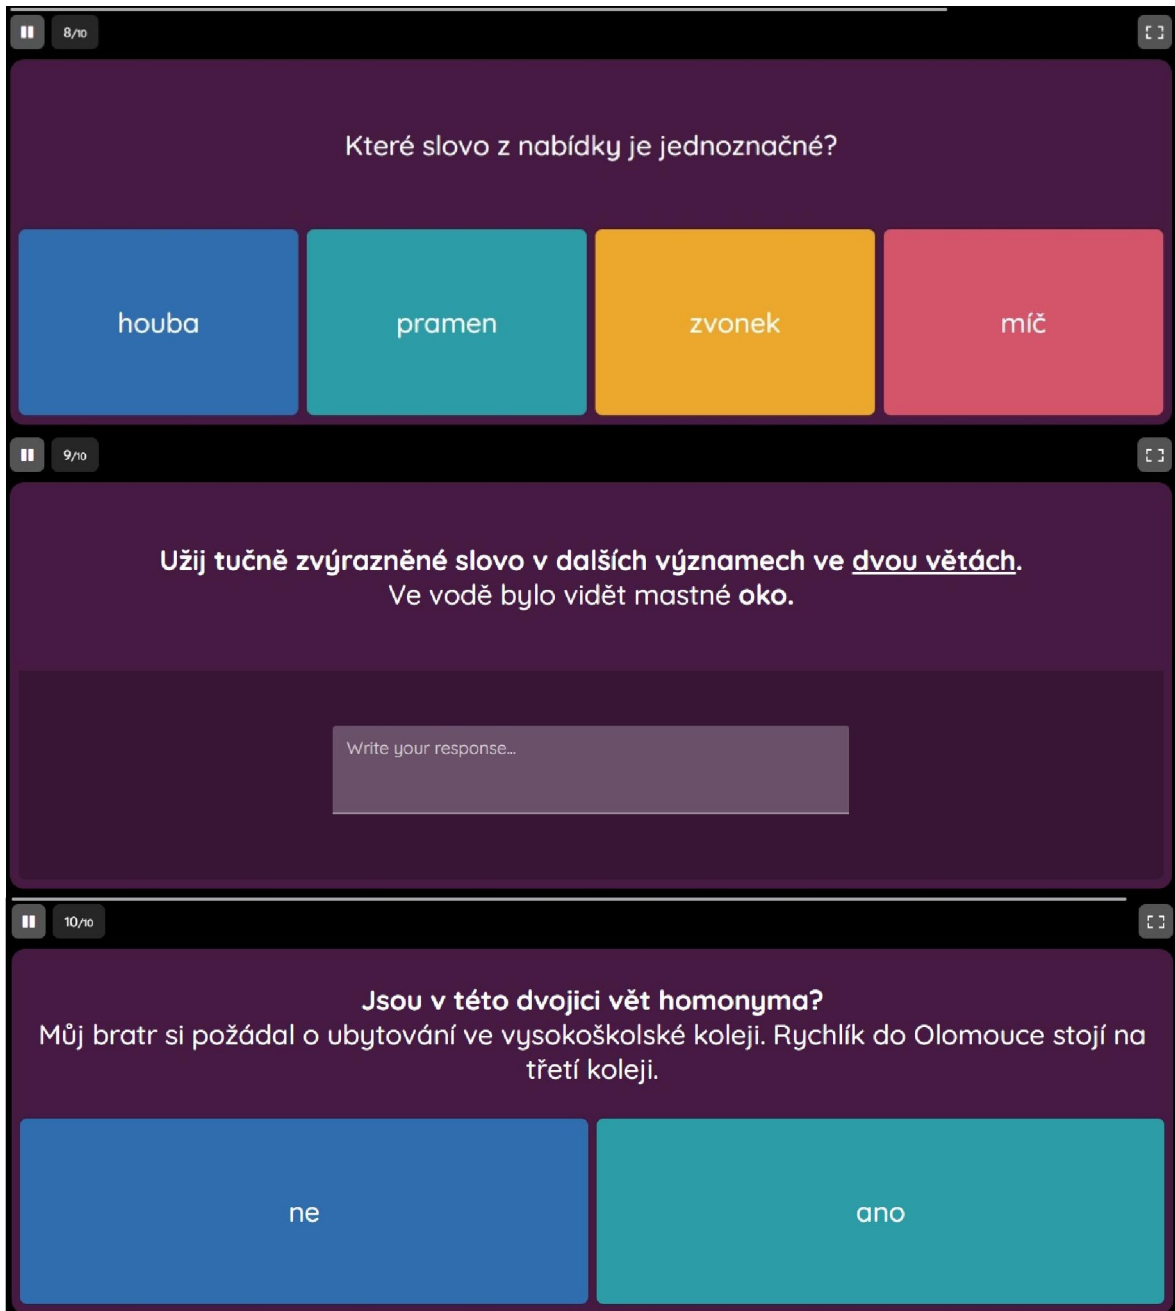 8/10
Které slovo z nabídky je jednoznačné?
houba
pramen
zvonek
míč
9/10
Užij tučně zvýrazněné slovo v dalších významech ve dvou větách.
Ve vodě bylo vidět mastné oko.
Write your response...
10/10
Jsou v této dvojici vět homonyma?
Můj bratr si požádal o ubytování ve vysokoškolské koleji. Rychlík do Olomouce stojí na
třetí koleji.
ne
ano